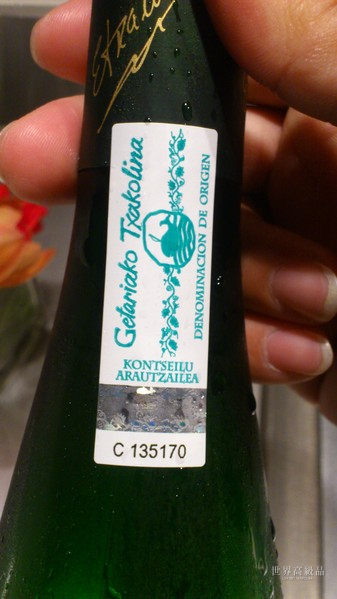 Getariako Txakolina
DENOMINACION DE ORIGEN
KONTSEILU
ARAUTZAILEA
C 135170
世界高級品